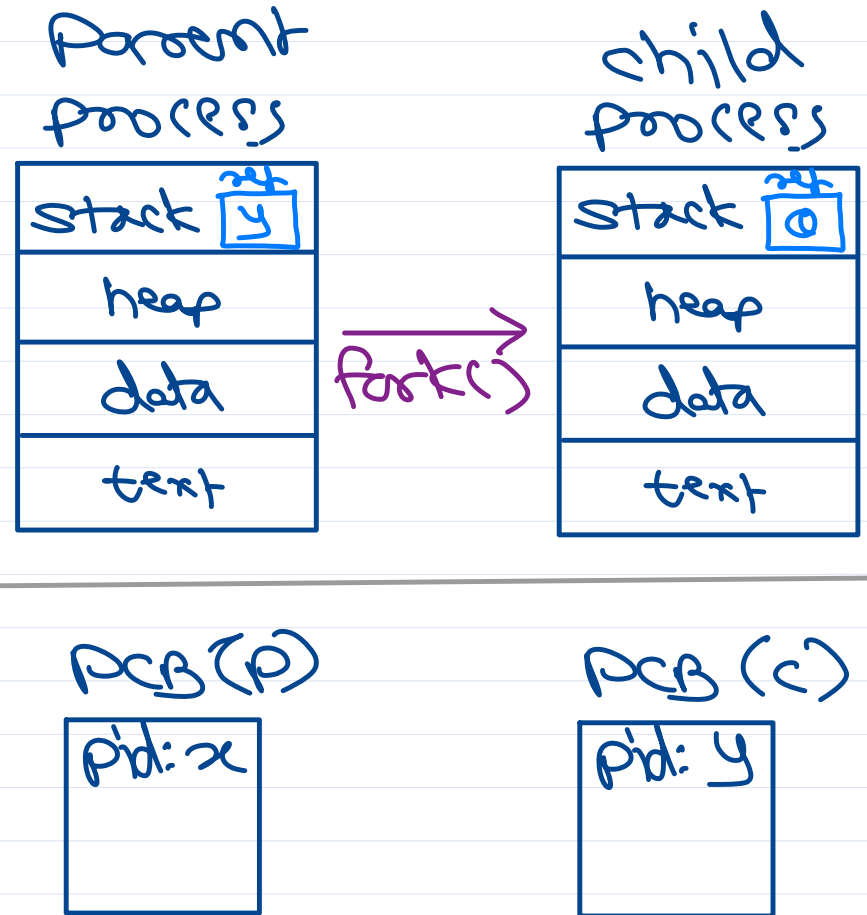 Parent
process
ret
stack y
heap
data
text
fork()
child
process
ret
stack 0
heap
data
text
PCB(P)
pid: x
PCB (c)
pid: y